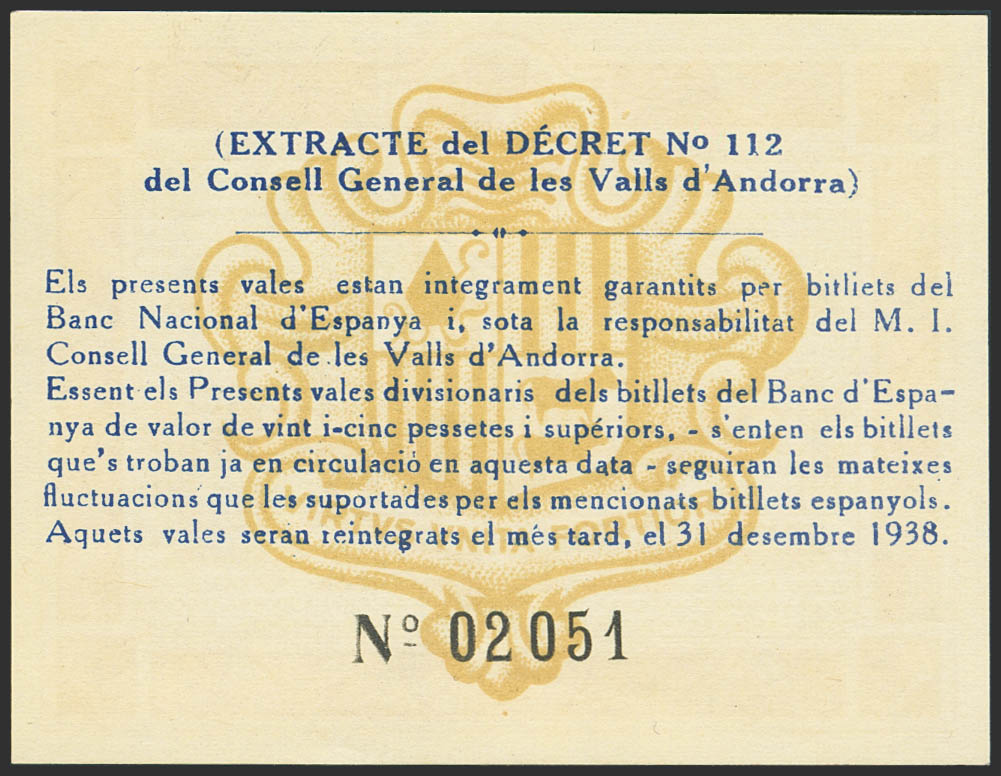 (EXTRACTE del DÉCRET Nº 112
del Consell General de les Valls d'Andorra)
Els presents vales estan integrament garantits per bitllets del
Banc Nacional d'Espanya i, sota la responsabilitat del M. I.
Consell General de les Valls d'Andorra.
Essent els Presents vales divisionaris dels bitllets del Banc d'Espa-
nya de valor de vint i-cinc pessetes i supériors, - s'enten els bitllets
que's troban ja en circulació en aquesta data - seguiran les mateixes
fluctuacions que les suportades per els mencionats bitllets espanyols.
Aquets vales seran reintegrats el més tard, el 31 desembre 1938.
VIRTVS VNITA FORTIOR
Nº 02051